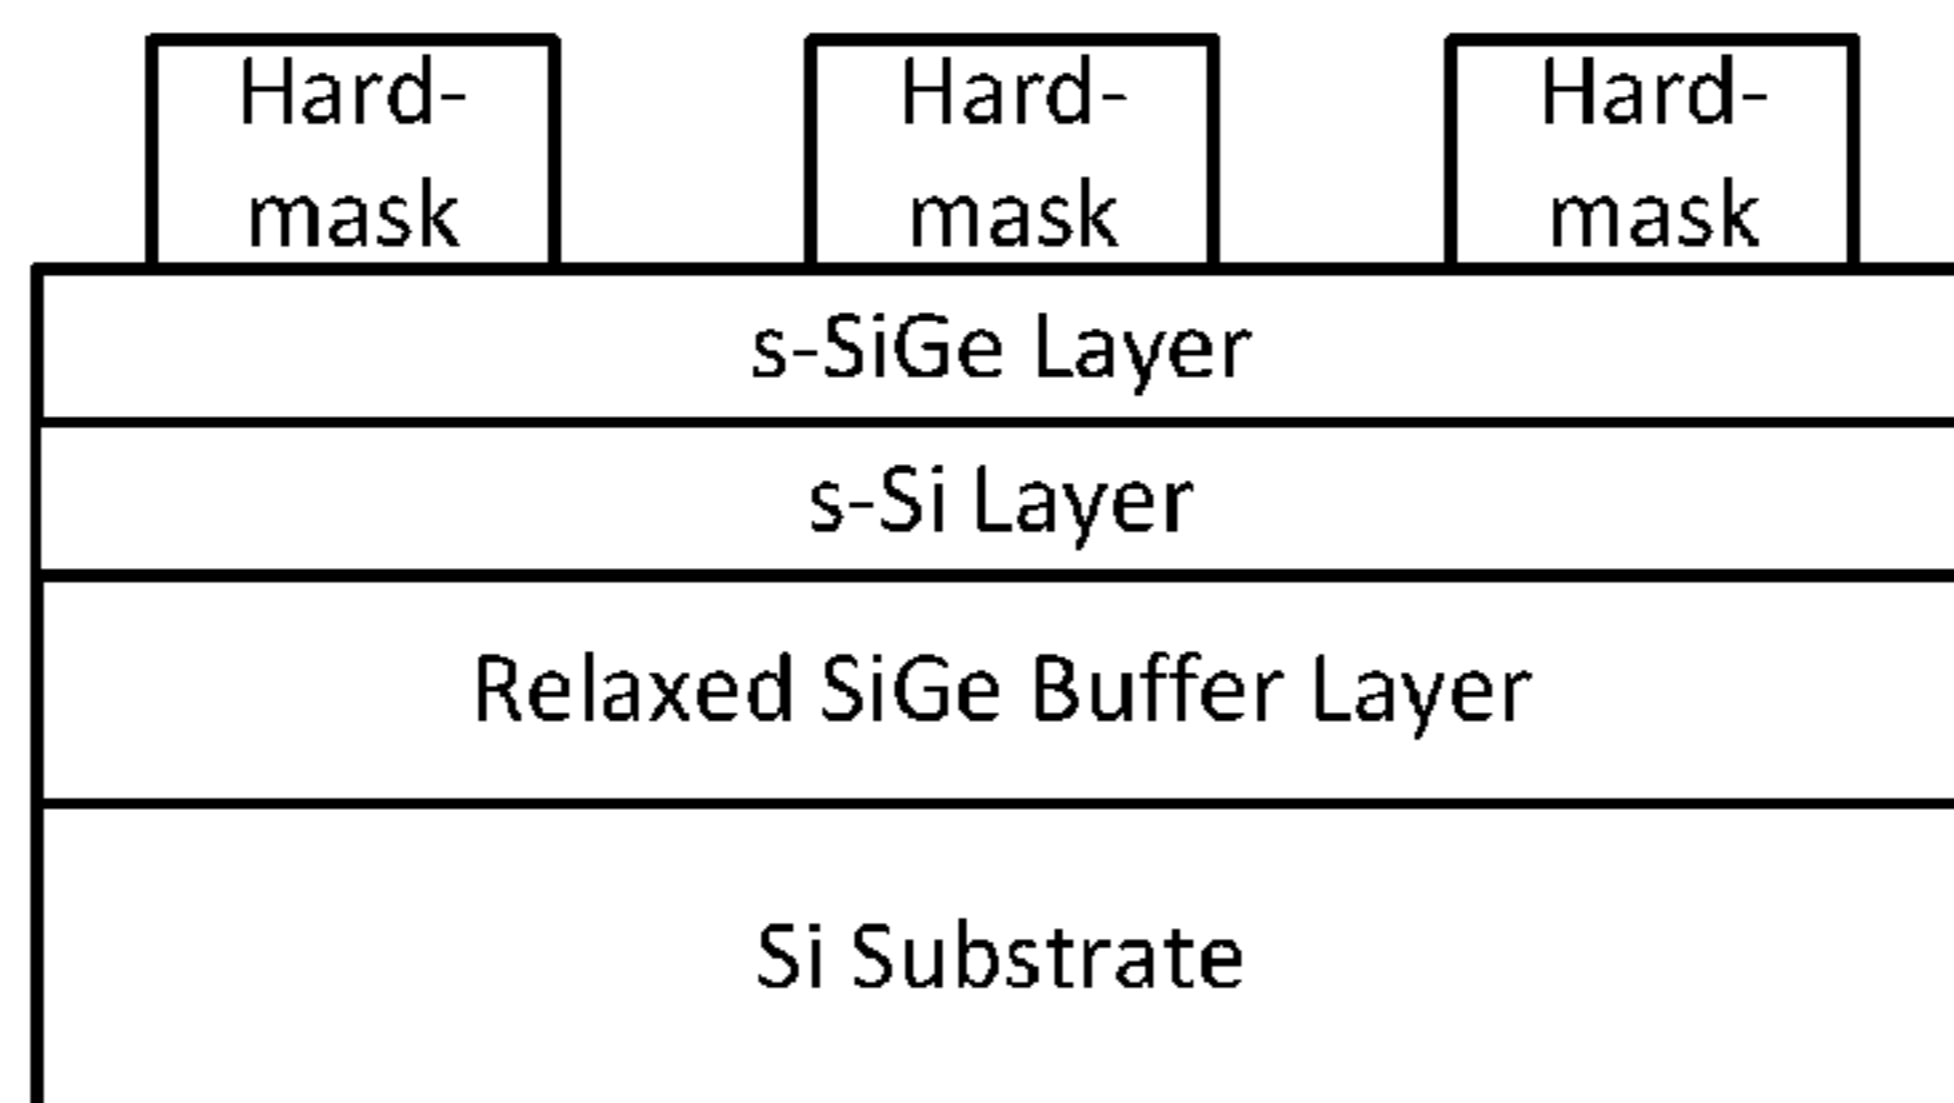 Hard-
mask
Hard-
mask
Hard-
mask
s-SiGe Layer
s-Si Layer
Relaxed SiGe Buffer Layer
Si Substrate